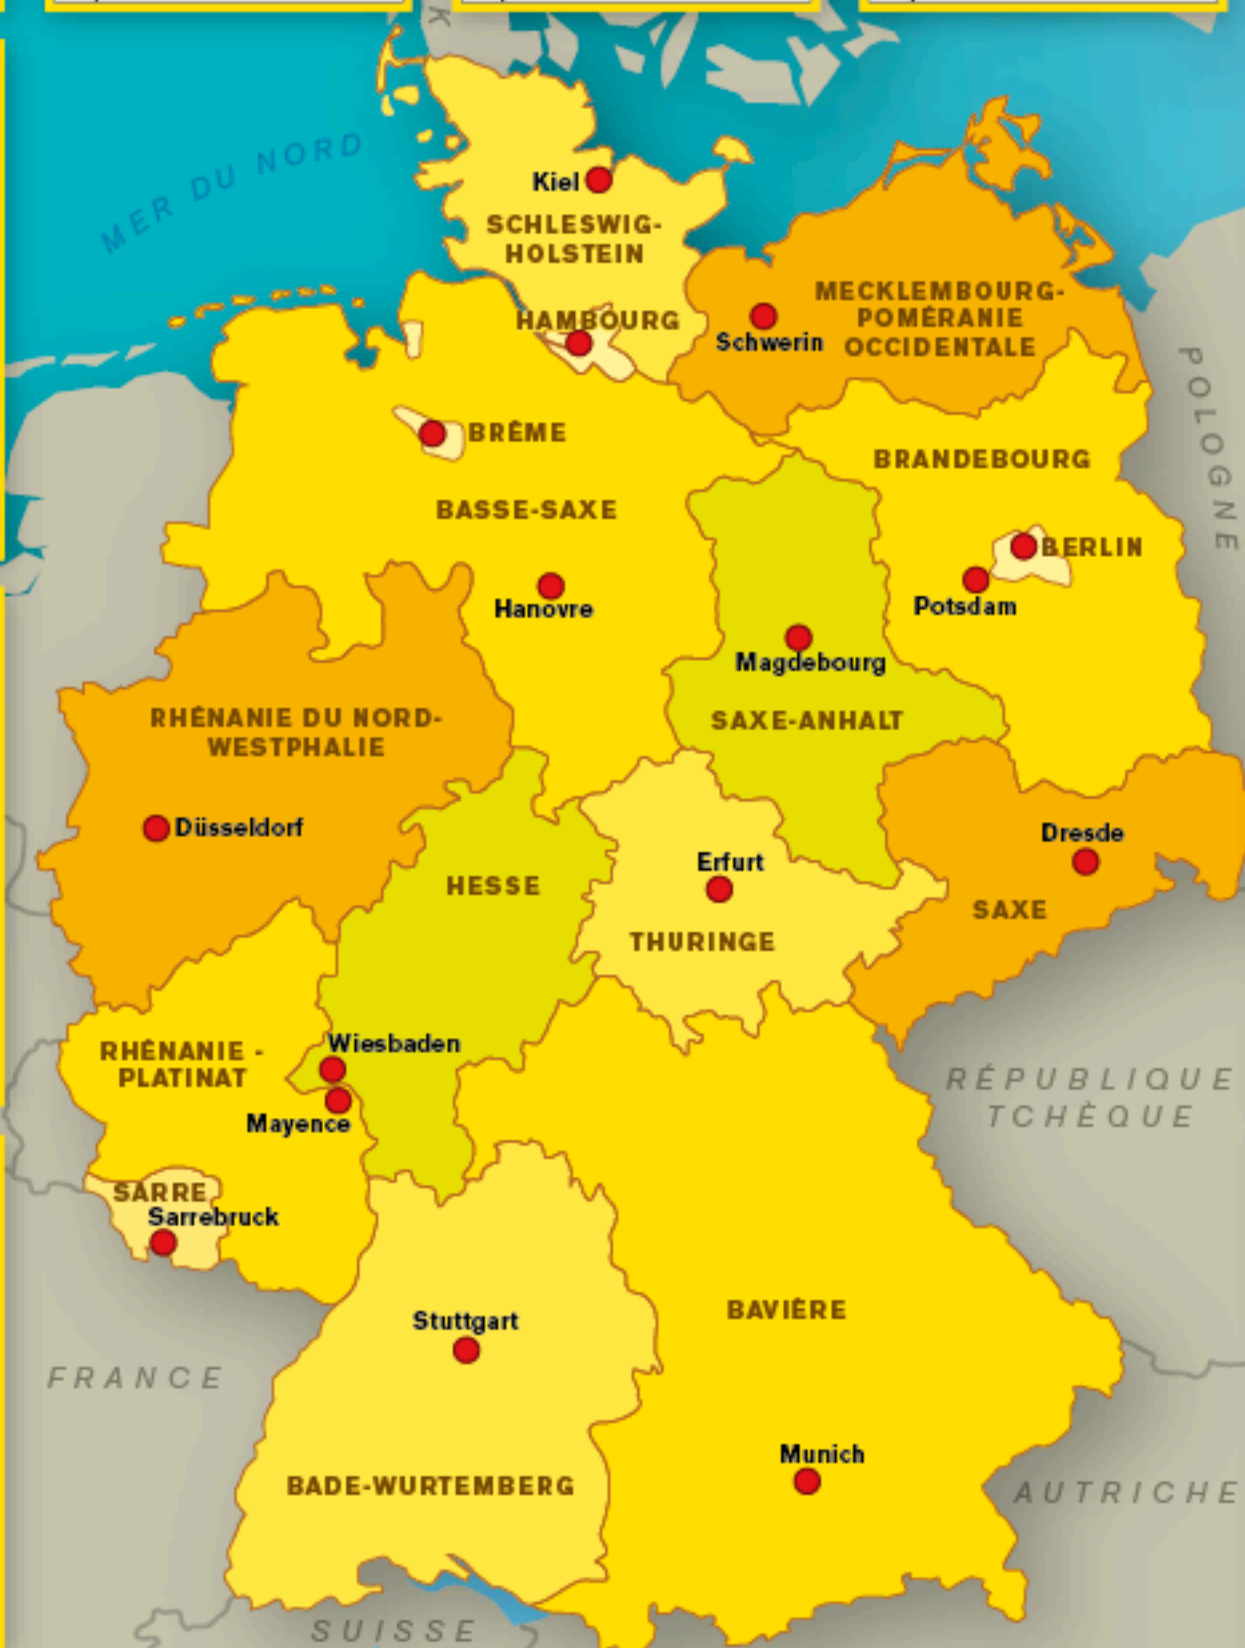 K
MER DU NORD
Kiel
SCHLESWIG-
HOLSTEIN
MECKLEMBOURG-
POMÉRANIE
OCCIDENTALE
HAMBOURG
Schwerin
POLOGNE
BRÊME
BRANDEBOURG
BASSE-SAXE
BERLIN
Potsdam
Hanovre
Magdebourg
RHÉNANIE DU NORD-
WESTPHALIE
SAXE-ANHALT
Düsseldorf
Dresde
Erfurt
HESSE
SAXE
THURINGE
Wiesbaden
RHÉNANIE -
PLATINAT
Mayence
RÉPUBLIQUE
TCHÈQUE
SARRE
Sarrebruck
BAVIÈRE
Stuttgart
FRANCE
Munich
BADE-WURTEMBERG
AUTRICHE
SUISSE